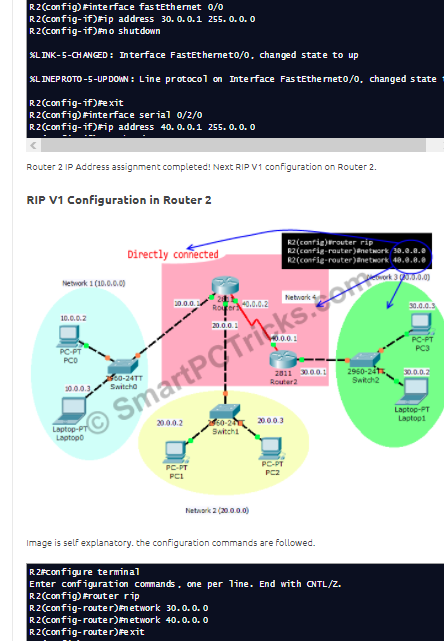 R2(config)#interface fastEthernet 0/0
R2(config-if)#ip address 30.0.0.1 255.0.0.0
R2(config-if)#no shutdown
%LINK-5-CHANGED: Interface FastEthernet0/0, changed state to up
%LINEPROTO-5-UPDOWN: Line protocol on Interface FastEthernet0/0, changed state
R2(config-if)#exit
R2(config)#interface serial 0/2/0
R2(config-if)#ip address 40.0.0.1 255.0.0.0
Router 2 IP Address assignment completed! Next RIP V1 configuration on Router 2.
RIP V1 Configuration in Router 2
R2(config)#router rip
R2(config-router)#network 30.0.0.0
R2(config-router)#network 40.0.0.0
Directly connected
Network 1 (10.0.0.0)
Network 3 (30.0.0.0)
Network 4
10.0.0.1
2811
40.0.0.2
30.0.0.3
10.0.0.2
20.0.0.1
40.0.0.1
PC-PT
PC0
PC-PT
PC3
2960-24TT
Switch0
2811
Router2
30.0.0.1
2960-24TT
Switch2
30.0.0.2
10.0.0.3
Laptop-PT
Laptop0
Laptop-PT
Laptop1
20.0.0.2
2960-24TT
Switch1
20.0.0.3
PC-PT
PC1
PC-PT
PC2
© SmartPCTricks.com
Network 2 (20.0.0.0)
Image is self explanatory. the configuration commands are followed.
R2#configure terminal
Enter configuration commands, one per line. End with CNTL/Z.
R2(config)#router rip
R2(config-router)#network 30.0.0.0
R2(config-router)#network 40.0.0.0
R2(config-router)#exit